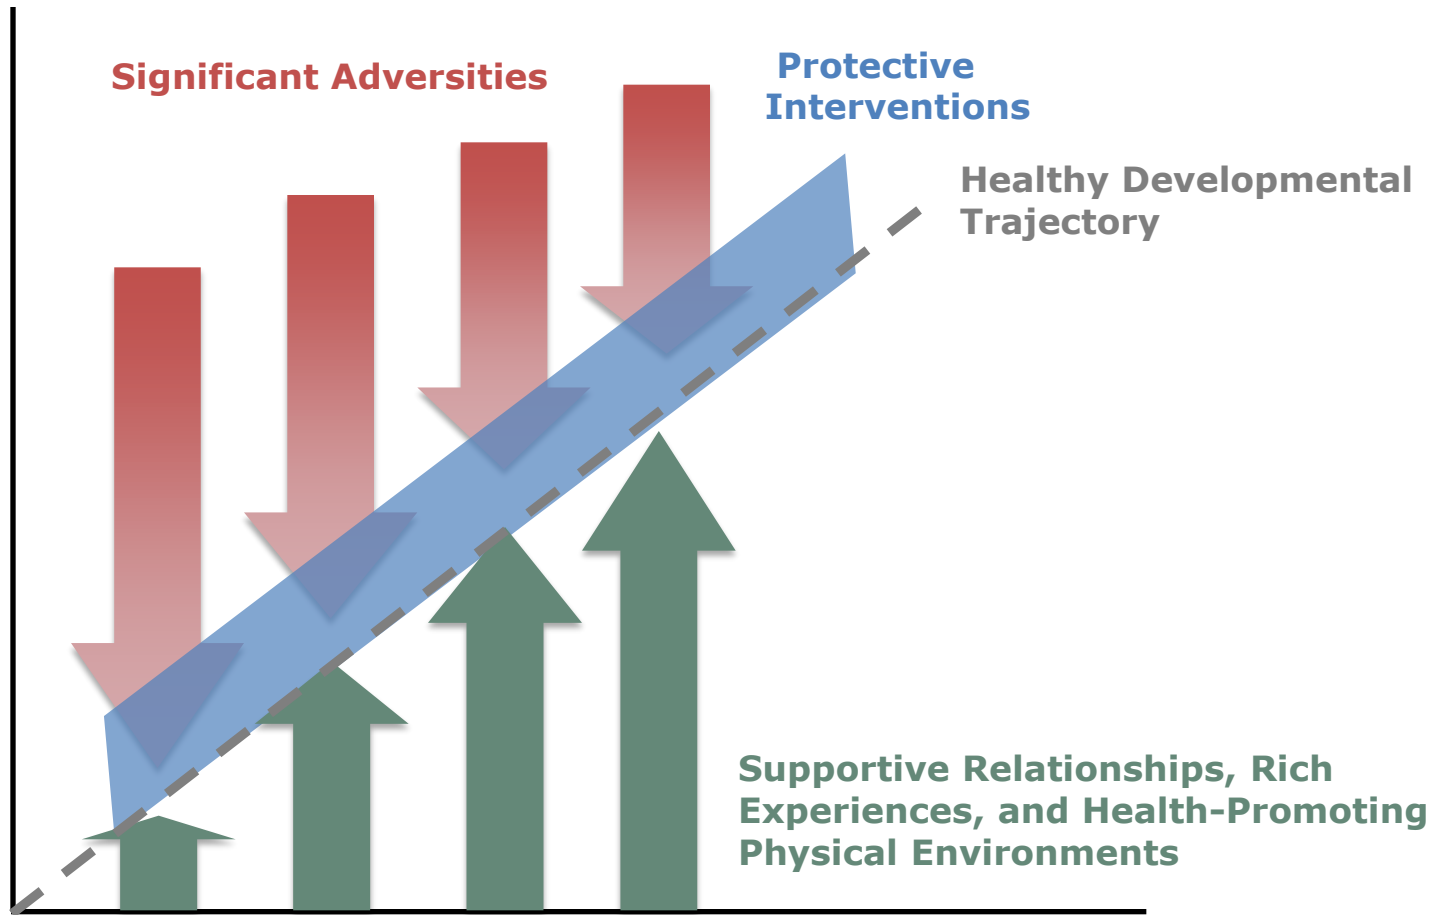 Significant Adversities
Protective
Interventions
Healthy Developmental
Trajectory
Supportive Relationships, Rich
Experiences, and Health-Promoting
Physical Environments